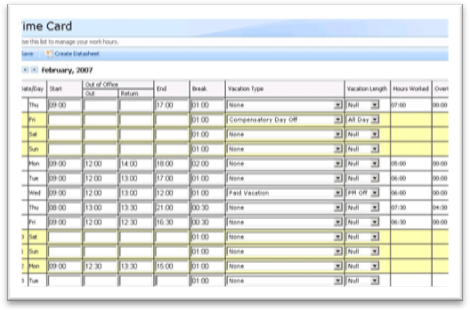 ime Card
se this list to manage your work hours.
ave Create Datasheet
February, 2007
ate/Day Start Out of Office End Break Vacation Type Vacation Length Hours Worked Overt
Out Return
Thu 09:00 17:00 01:00 None Null 07:00 00:00
Fri 01:00 Compensatory Day Off All Day
Sat 01:00 None Null
Sun 01:00 None Null
Mon 09:00 12:00 14:00 18:00 02:00 None Null 05:00 00:00
Tue 09:00 12:00 13:00 17:00 01:00 None Null 06:00 00:00
Wed 09:00 12:00 13:00 12:00 01:00 Paid Vacation PM Off 06:00 00:00
Thu 08:00 13:00 13:30 21:00 00:30 None Null 07:30 04:30
Fri 09:00 12:00 12:30 16:30 00:30 None Null 06:30 00:00
Sat 01:00 None Null
Sun 01:00 None Null
Mon 09:00 12:30 13:30 15:00 01:00 None Null
Tue 01:00 None Null